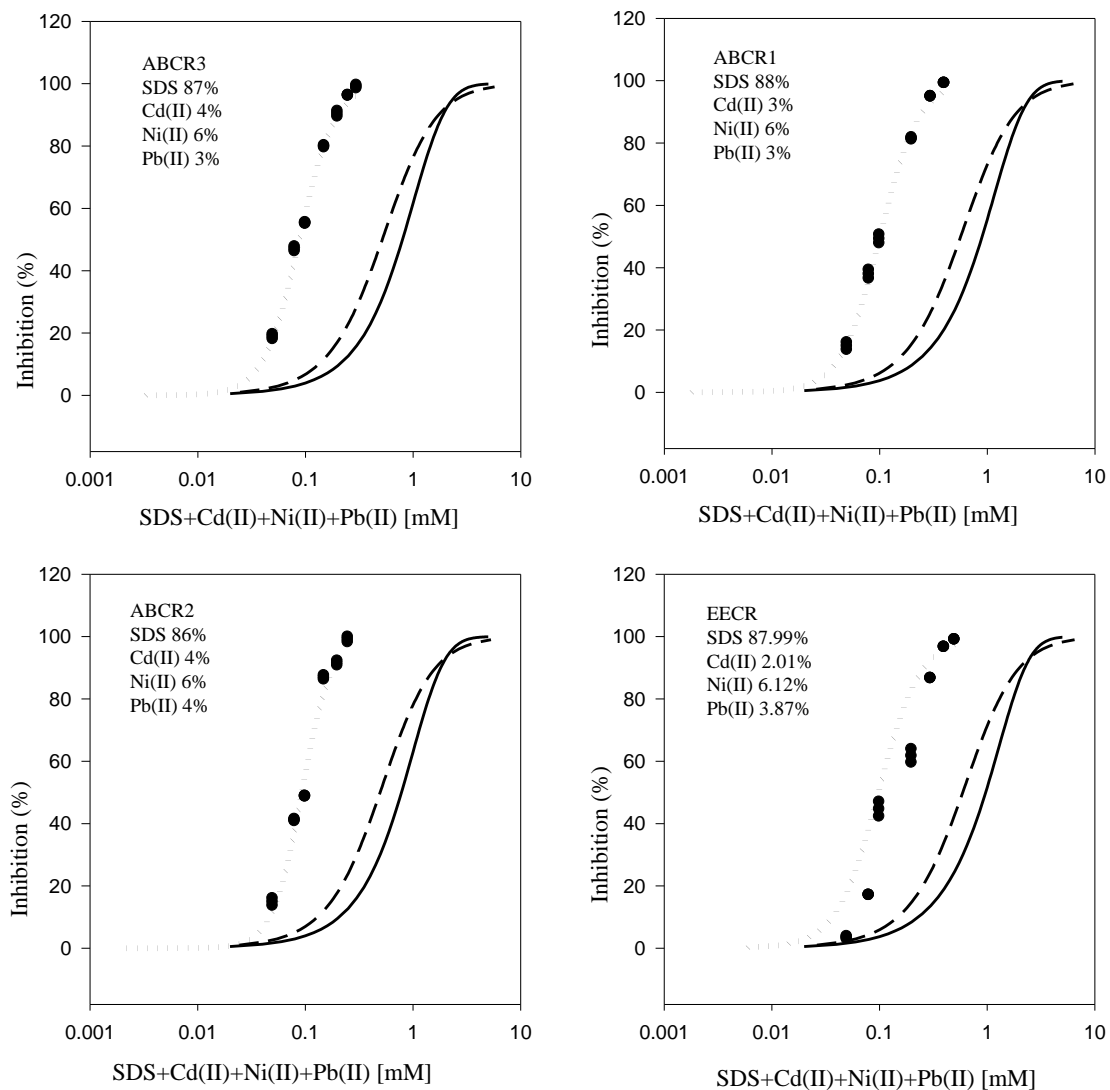 120
100
80
60
40
20
0
Inhibition (%)
ABCR3
SDS 87%
Cd(II) 4%
Ni(II) 6%
Pb(II) 3%
0.001
0.01
0.1
1
10
SDS+Cd(II)+Ni(II)+Pb(II) [mM]
120
100
80
60
40
20
0
Inhibition (%)
ABCR1
SDS 88%
Cd(II) 3%
Ni(II) 6%
Pb(II) 3%
0.001
0.01
0.1
1
10
SDS+Cd(II)+Ni(II)+Pb(II) [mM]
120
100
80
60
40
20
0
Inhibition (%)
ABCR2
SDS 86%
Cd(II) 4%
Ni(II) 6%
Pb(II) 4%
0.001
0.01
0.1
1
10
SDS+Cd(II)+Ni(II)+Pb(II) [mM]
120
100
80
60
40
20
0
Inhibition (%)
EECR
SDS 87.99%
Cd(II) 2.01%
Ni(II) 6.12%
Pb(II) 3.87%
0.001
0.01
0.1
1
10
SDS+Cd(II)+Ni(II)+Pb(II) [mM]